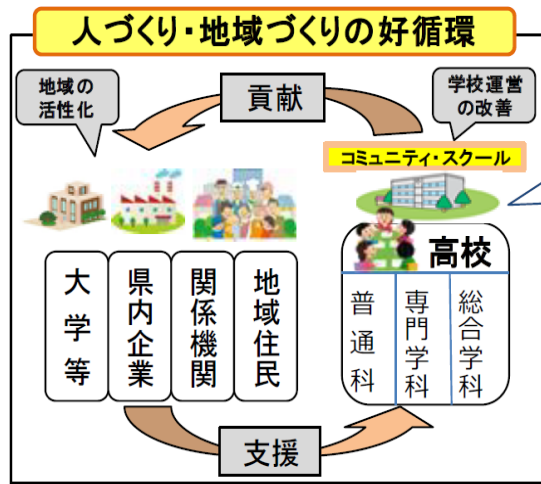 人づくり・地域づくりの好循環
地域の
活性化
貢献
学校運営
の改善
コミュニティ・スクール
高校
大学等
県内企業
関係機関
地域住民
普通科
専門学科
総合学科
支援